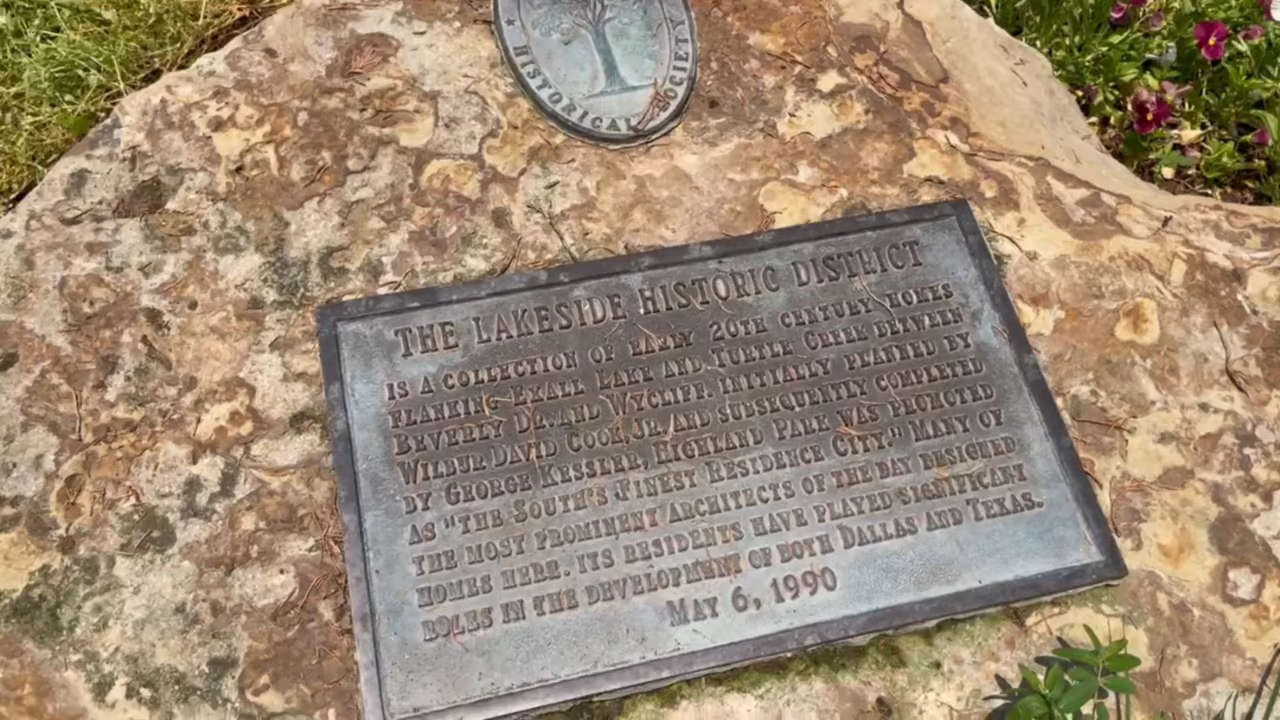 HISTORICAL SOCIETY
THE LAKESIDE HISTORIC DISTRICT
IS A COLLECTION OF EARLY 20TH CENTURY HOMES
FLANKING EXALL LAKE AND TURTLE CREEK BETWEEN
BEVERLY DR. AND WYCLIFF. INITIALLY PLANNED BY
WILBUR DAVID COOK, JR. AND SUBSEQUENTLY COMPLETED
BY GEORGE KESSLER, HIGHLAND PARK WAS PROMOTED
AS "THE SOUTH'S FINEST RESIDENCE CITY." MANY OF
THE MOST PROMINENT ARCHITECTS OF THE DAY DESIGNED
HOMES HERE. ITS RESIDENTS HAVE PLAYED SIGNIFICANT
ROLES IN THE DEVELOPMENT OF BOTH DALLAS AND TEXAS.
MAY 6, 1990